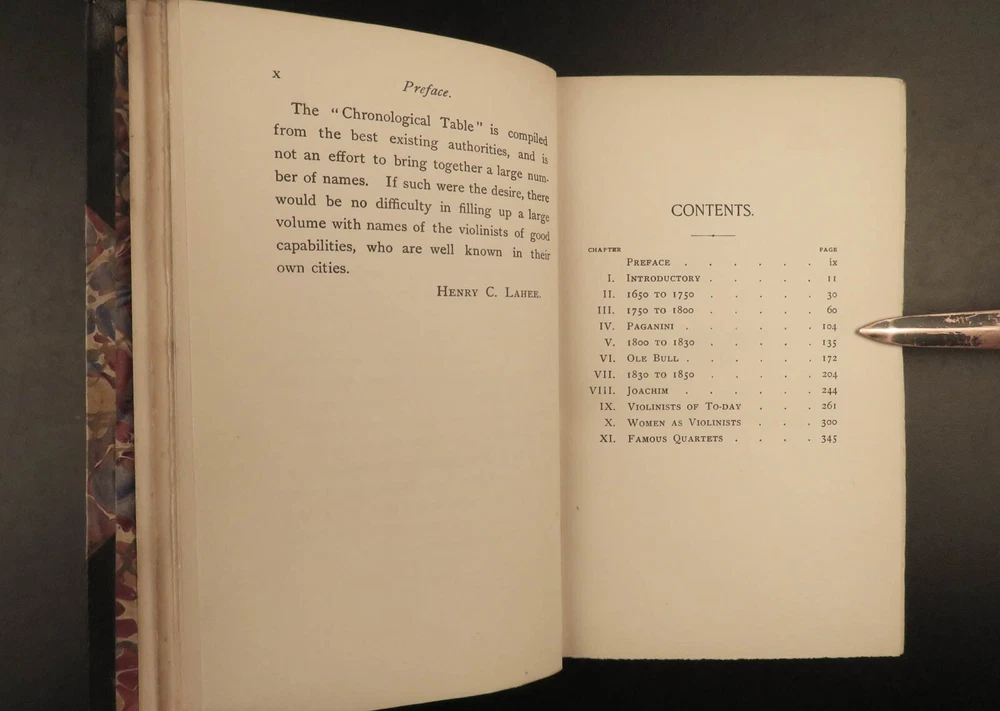 x
Preface.
The "Chronological Table" is compiled
from the best existing authorities, and is
not an effort to bring together a large num-
ber of names. If such were the desire, there
would be no difficulty in filling up a large
volume with names of the violinists of good
capabilities, who are well known in their
own cities.
Henry C. Lahee.
CONTENTS.
CHAPTER PAGE
Preface . . . . . . ix
I. Introductory . . . . . 11
II. 1650 to 1750 . . . . . 30
III. 1750 to 1800 . . . . . 60
IV. Paganini . . . . . . 104
V. 1800 to 1830 . . . . . 135
VI. Ole Bull . . . . . . 172
VII. 1830 to 1850 . . . . . 204
VIII. Joachim . . . . . . 244
IX. Violinists of To-day . . . 261
X. Women as Violinists . . . 300
XI. Famous Quartets . . . . 345